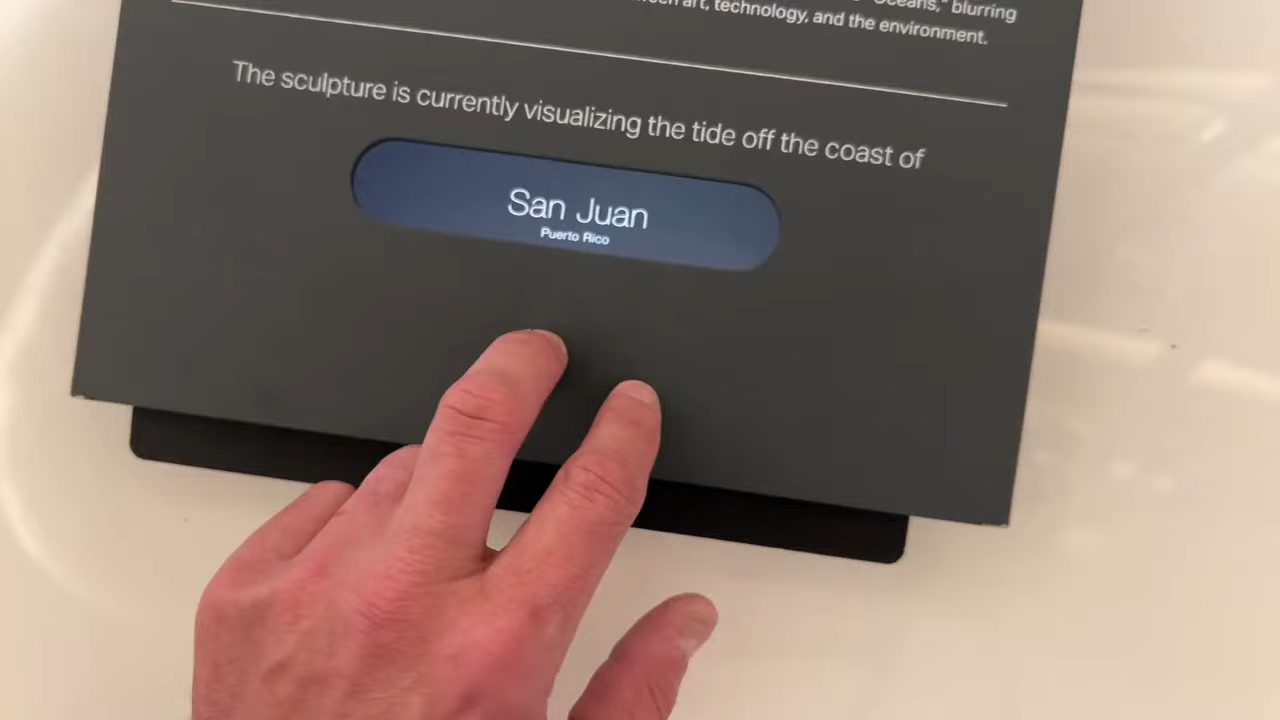 Oceans," blurring
art, technology, and the environment.
The sculpture is currently visualizing the tide off the coast of
San Juan
Puerto Rico